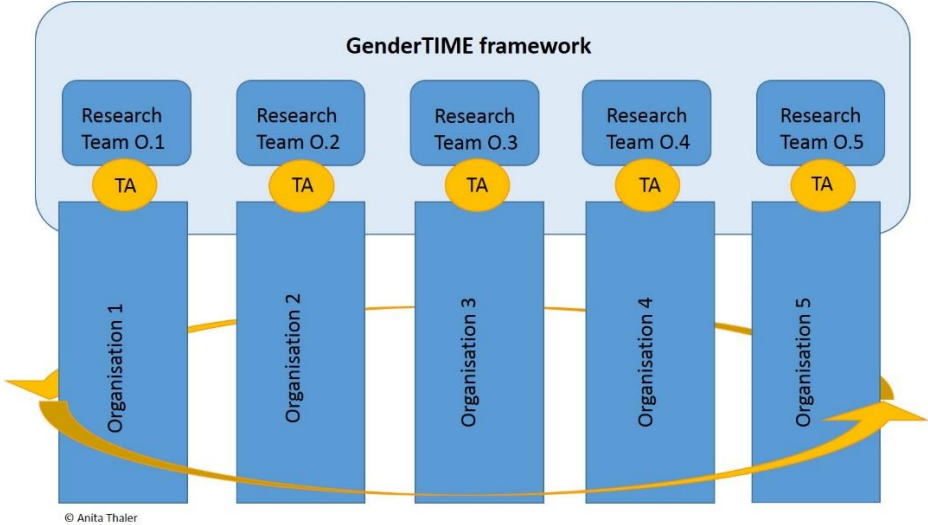 GenderTIME framework
Research
Team O.1
Research
Team O.2
Research
Team O.3
Research
Team O.4
Research
Team O.5
TA
TA
TA
TA
TA
Organisation 1
Organisation 2
Organisation 3
Organisation 4
Organisation 5
© Anita Thaler